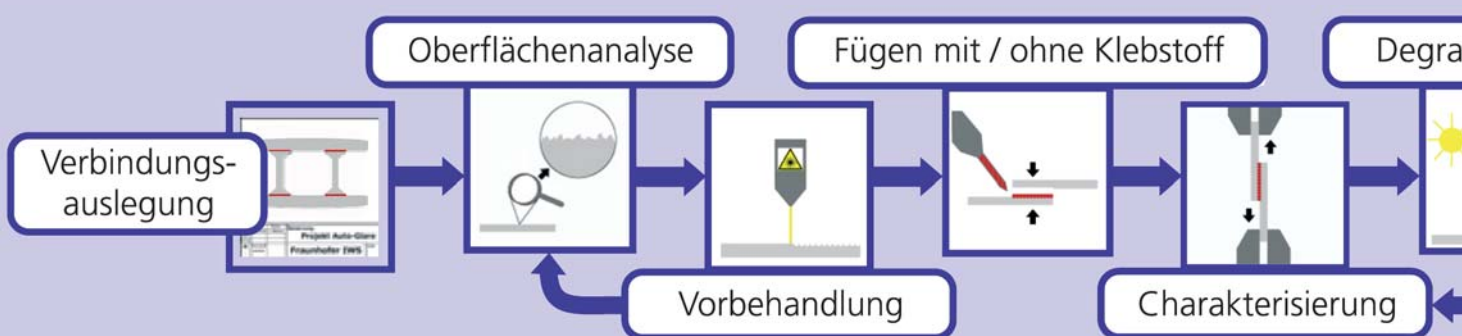 Verbindungs-
auslegung
Projekt Auto-Glare
Fraunhofer IWS
Oberflächenanalyse
Vorbehandlung
Fügen mit / ohne Klebstoff
Charakterisierung
Degra